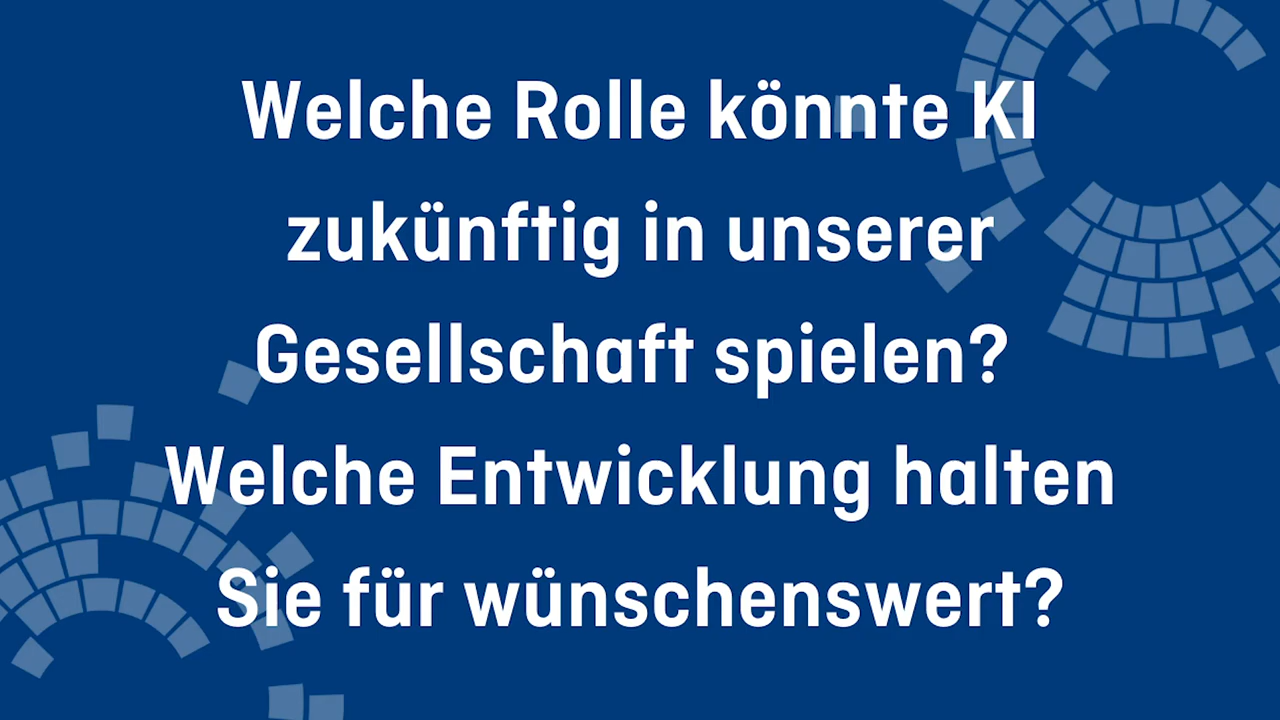 Welche Rolle könnte KI
zukünftig in unserer
Gesellschaft spielen?
Welche Entwicklung halten
Sie für wünschenswert?